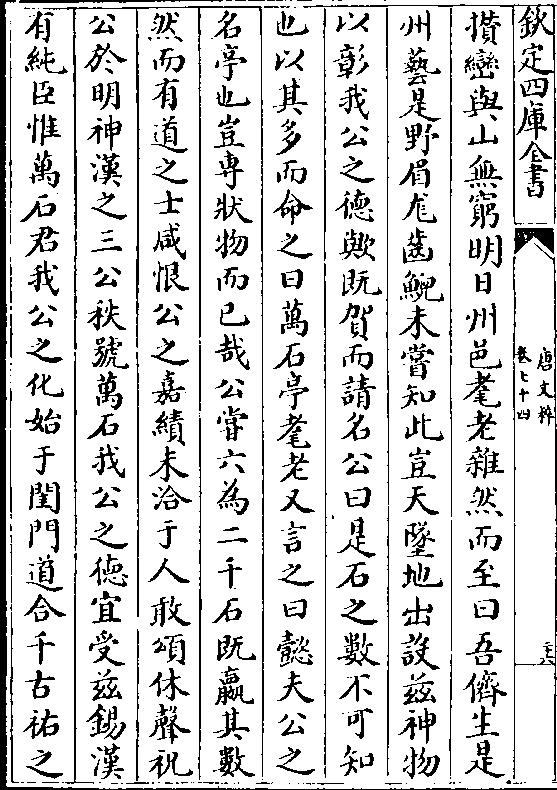 欽定四庫全書
唐文粹
卷七十四
攅巒與山無窮明日州邑耄老雜然而至曰吾儕生是
州藝是野眉厖齒鯢未嘗知此豈天墜地出設兹神物
以彰我公之德歟既賀而請名公曰是石之數不可知
也以其多而命之曰萬石亭耄老又言之曰懿夫公之
名亭也豈專狀物而已哉公甞六為二千石既贏其數
然而有道之士咸恨公之嘉績未洽于人敢頌休聲祝
公於明神漢之三公秩號萬石我公之徳宜受兹錫漢
有純臣惟萬石君我公之化始于閨門道合千古祐之